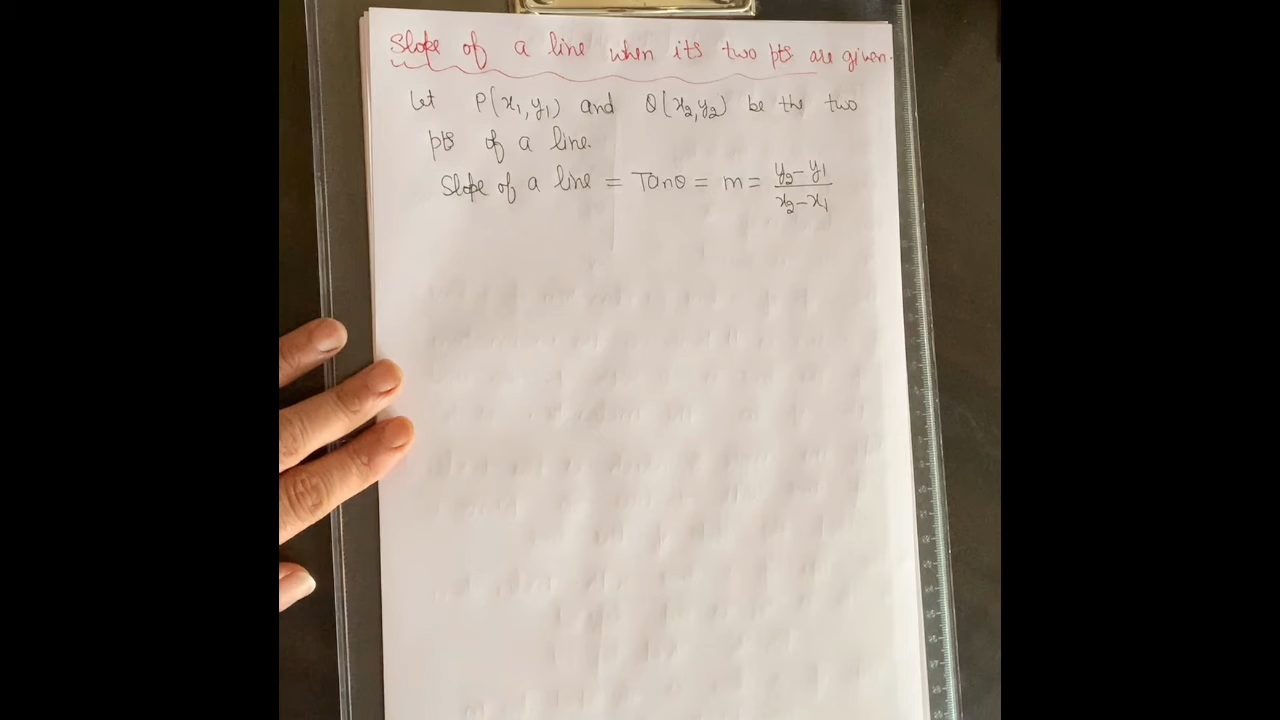 Slope of a line when its two pts are given.
Let P(x₁,y₁) and Q(x₂,y₂) be the two
pts of a line.
Slope of a line = Tanθ = m = (y₂-y₁)/(x₂-x₁)